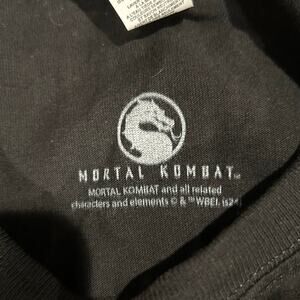 MORTAL KOMBAT
MORTAL KOMBAT and all related
characters and elements © & ™ WBEI. (s24)